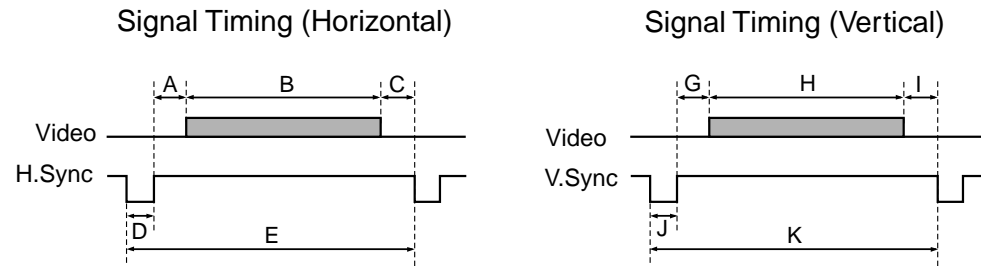 Signal Timing (Horizontal)
A B C
Video
H.Sync
D
E
Signal Timing (Vertical)
G H I
Video
V.Sync
J
K